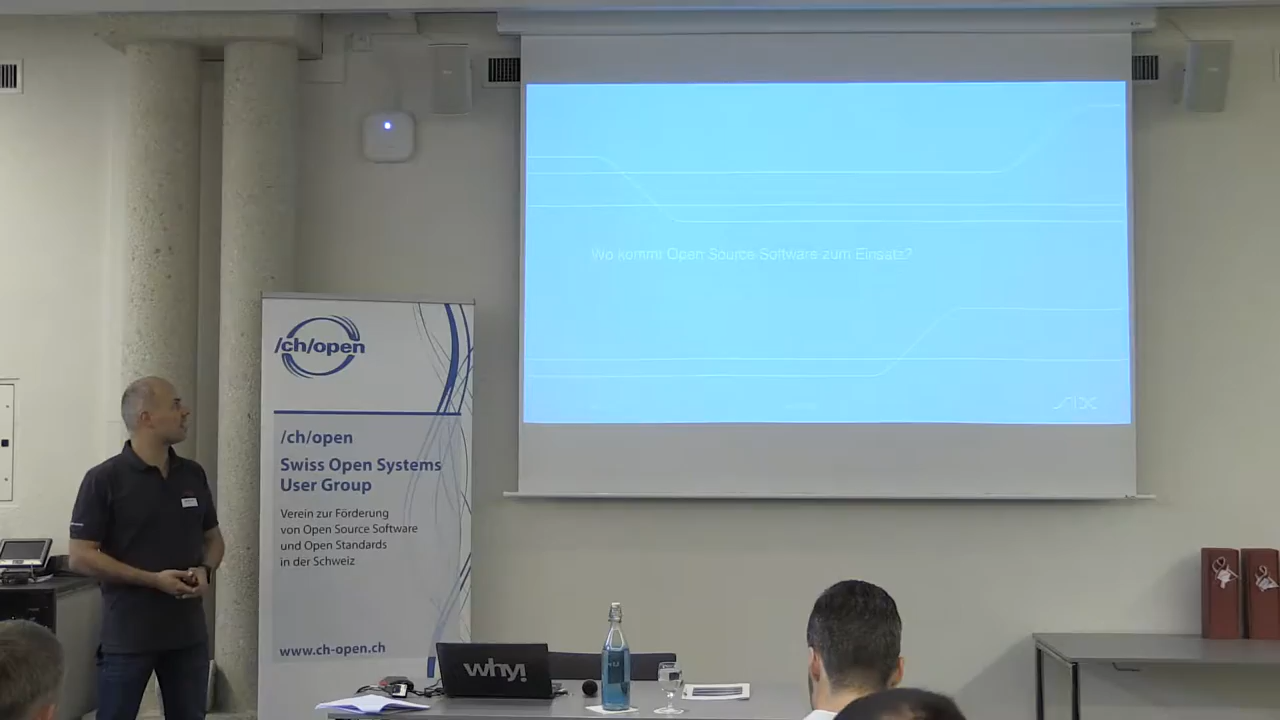 Wo kommt Open Source Software zum Einsatz?
SIX
/ch/open
/ch/open
Swiss Open Systems
User Group
Verein zur Förderung
von Open Source Software
und Open Standards
in der Schweiz
www.ch-open.ch
why!